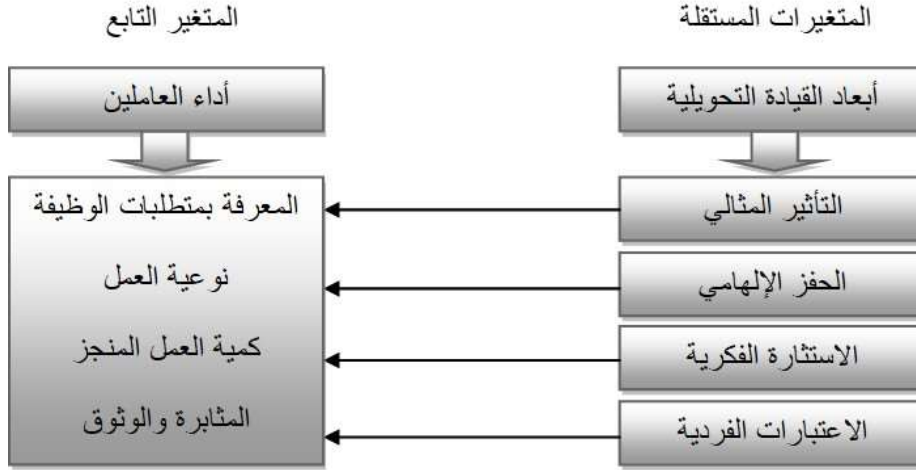 المتغيرات المستقلة
المتغير التابع
أبعاد القيادة التحويلية
أداء العاملين
التأثير المثالي
المعرفة بمتطلبات الوظيفة
الحفز الإلهامي
نوعية العمل
الاستثارة الفكرية
كمية العمل المنجز
الاعتبارات الفردية
المثابرة والوثوق